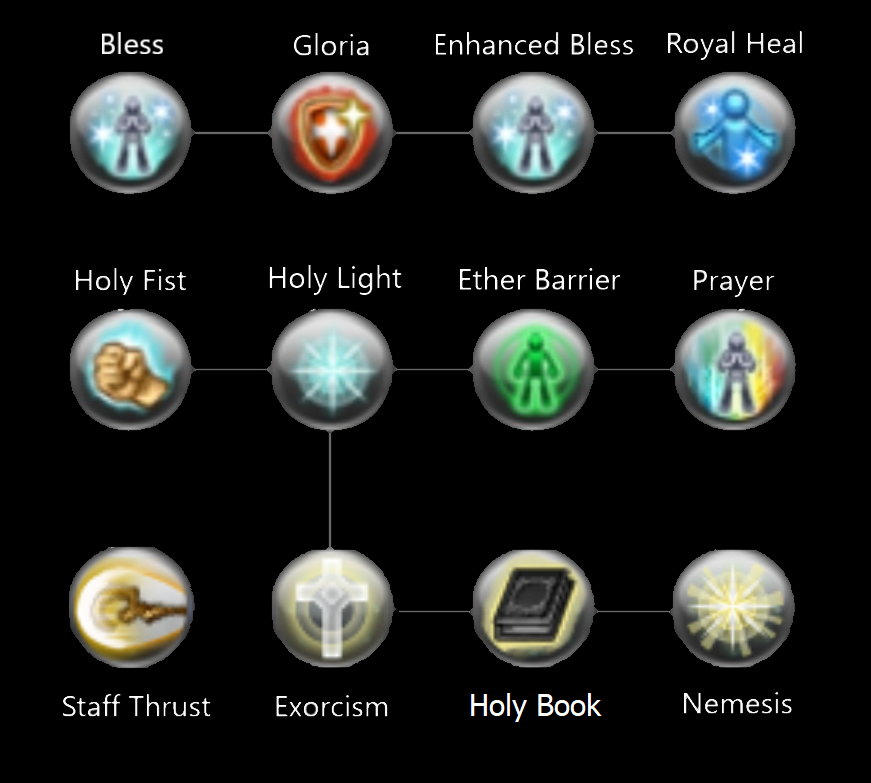 Bless
Gloria
Enhanced Bless
Royal Heal
Holy Fist
Holy Light
Ether Barrier
Prayer
Staff Thrust
Exorcism
Holy Book
Nemesis